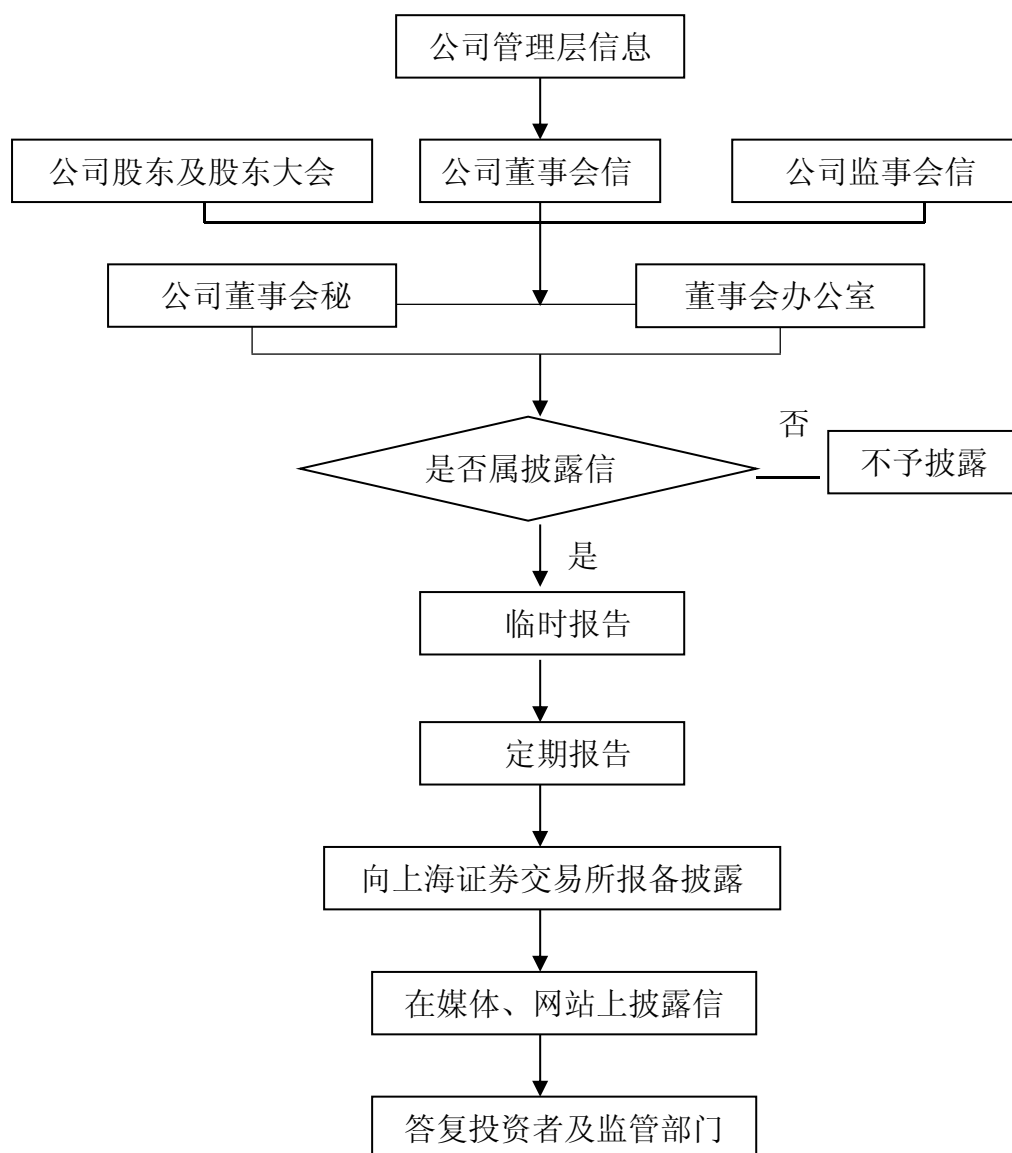 公司管理层信息
公司股东及股东大会
公司董事会信
公司监事会信
公司董事会秘
董事会办公室
否
是否属披露信
不予披露
是
临时报告
定期报告
向上海证券交易所报备披露
在媒体、网站上披露信
答复投资者及监管部门